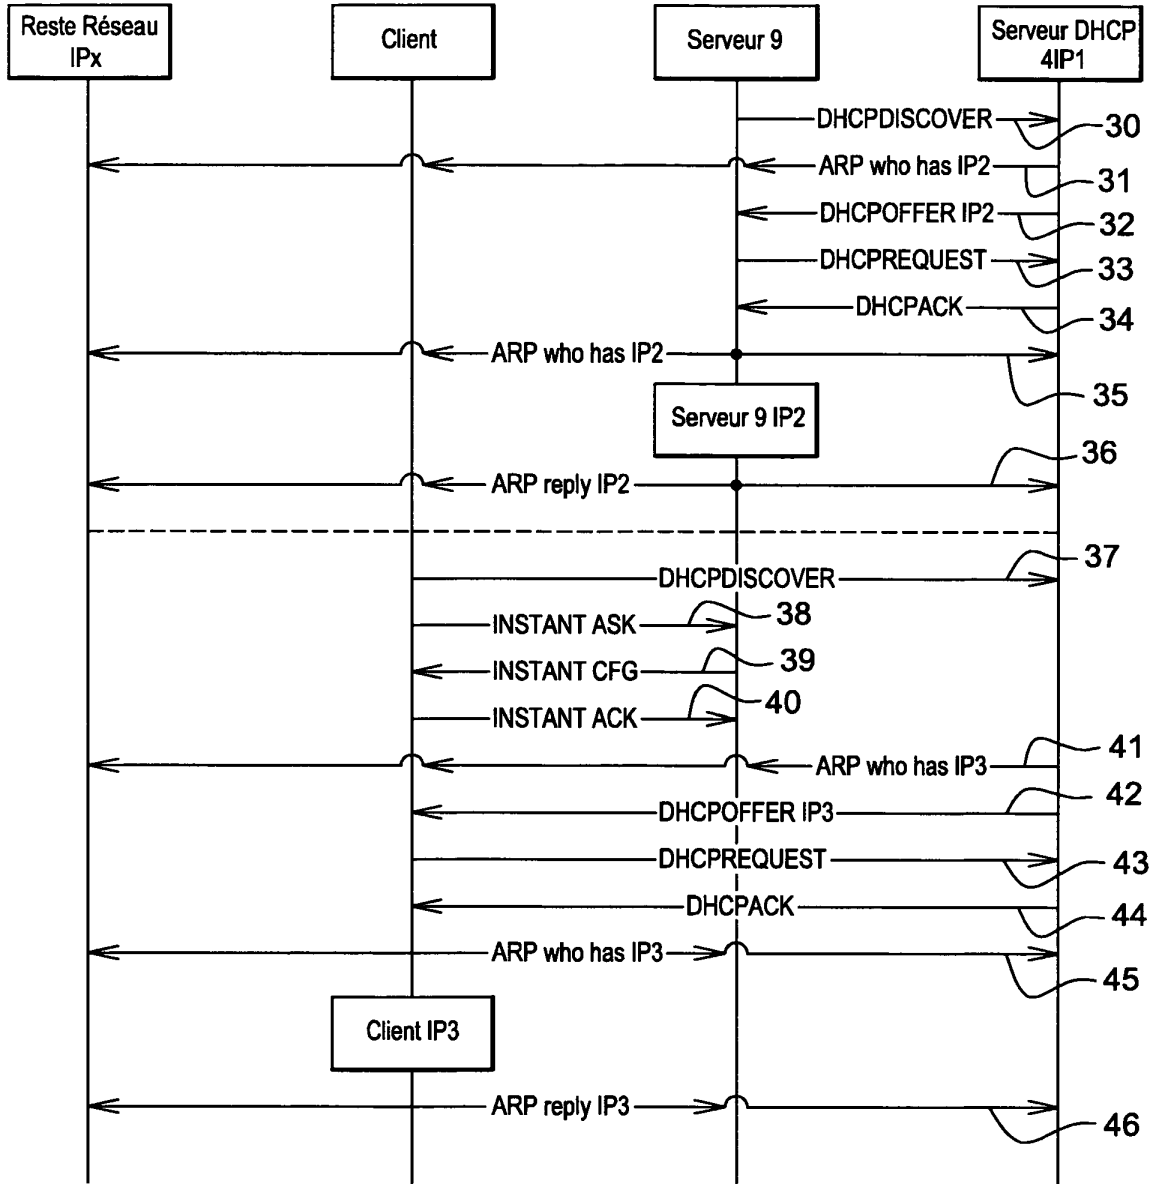 Reste Réseau
IPx
Client
Serveur 9
Serveur DHCP
4IP1
DHCPDISCOVER
30
ARP who has IP2
31
DHCPOFFER IP2
32
DHCPREQUEST
33
DHCPACK
34
ARP who has IP2
35
Serveur 9 IP2
36
ARP reply IP2
37
DHCPDISCOVER
INSTANT ASK
38
INSTANT CFG
39
INSTANT ACK
40
ARP who has IP3
41
DHCPOFFER IP3
42
DHCPREQUEST
43
DHCPACK
44
ARP who has IP3
45
Client IP3
ARP reply IP3
46